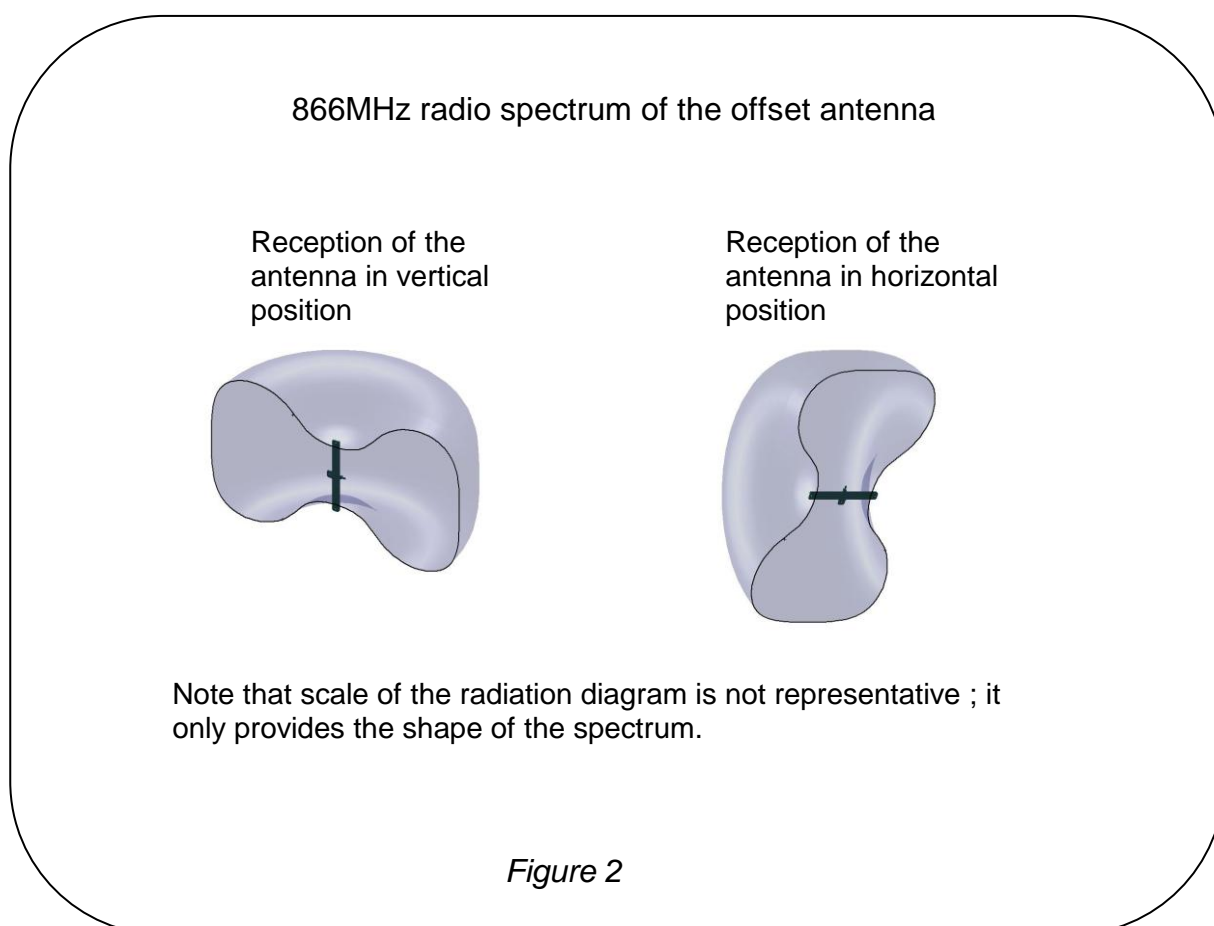 866MHz radio spectrum of the offset antenna
Reception of the
antenna in vertical
position
Reception of the
antenna in horizontal
position
Note that scale of the radiation diagram is not representative ; it
only provides the shape of the spectrum.
Figure 2